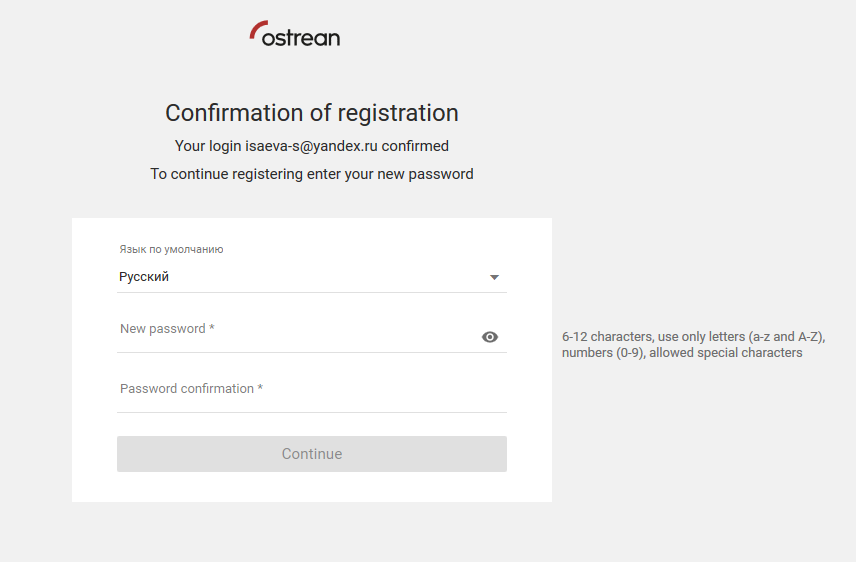 ostrean
Confirmation of registration
Your login isaeva-s@yandex.ru confirmed
To continue registering enter your new password
Язык по умолчанию
Русский
New password *
6-12 characters, use only letters (a-z and A-Z),
numbers (0-9), allowed special characters
Password confirmation *
Continue